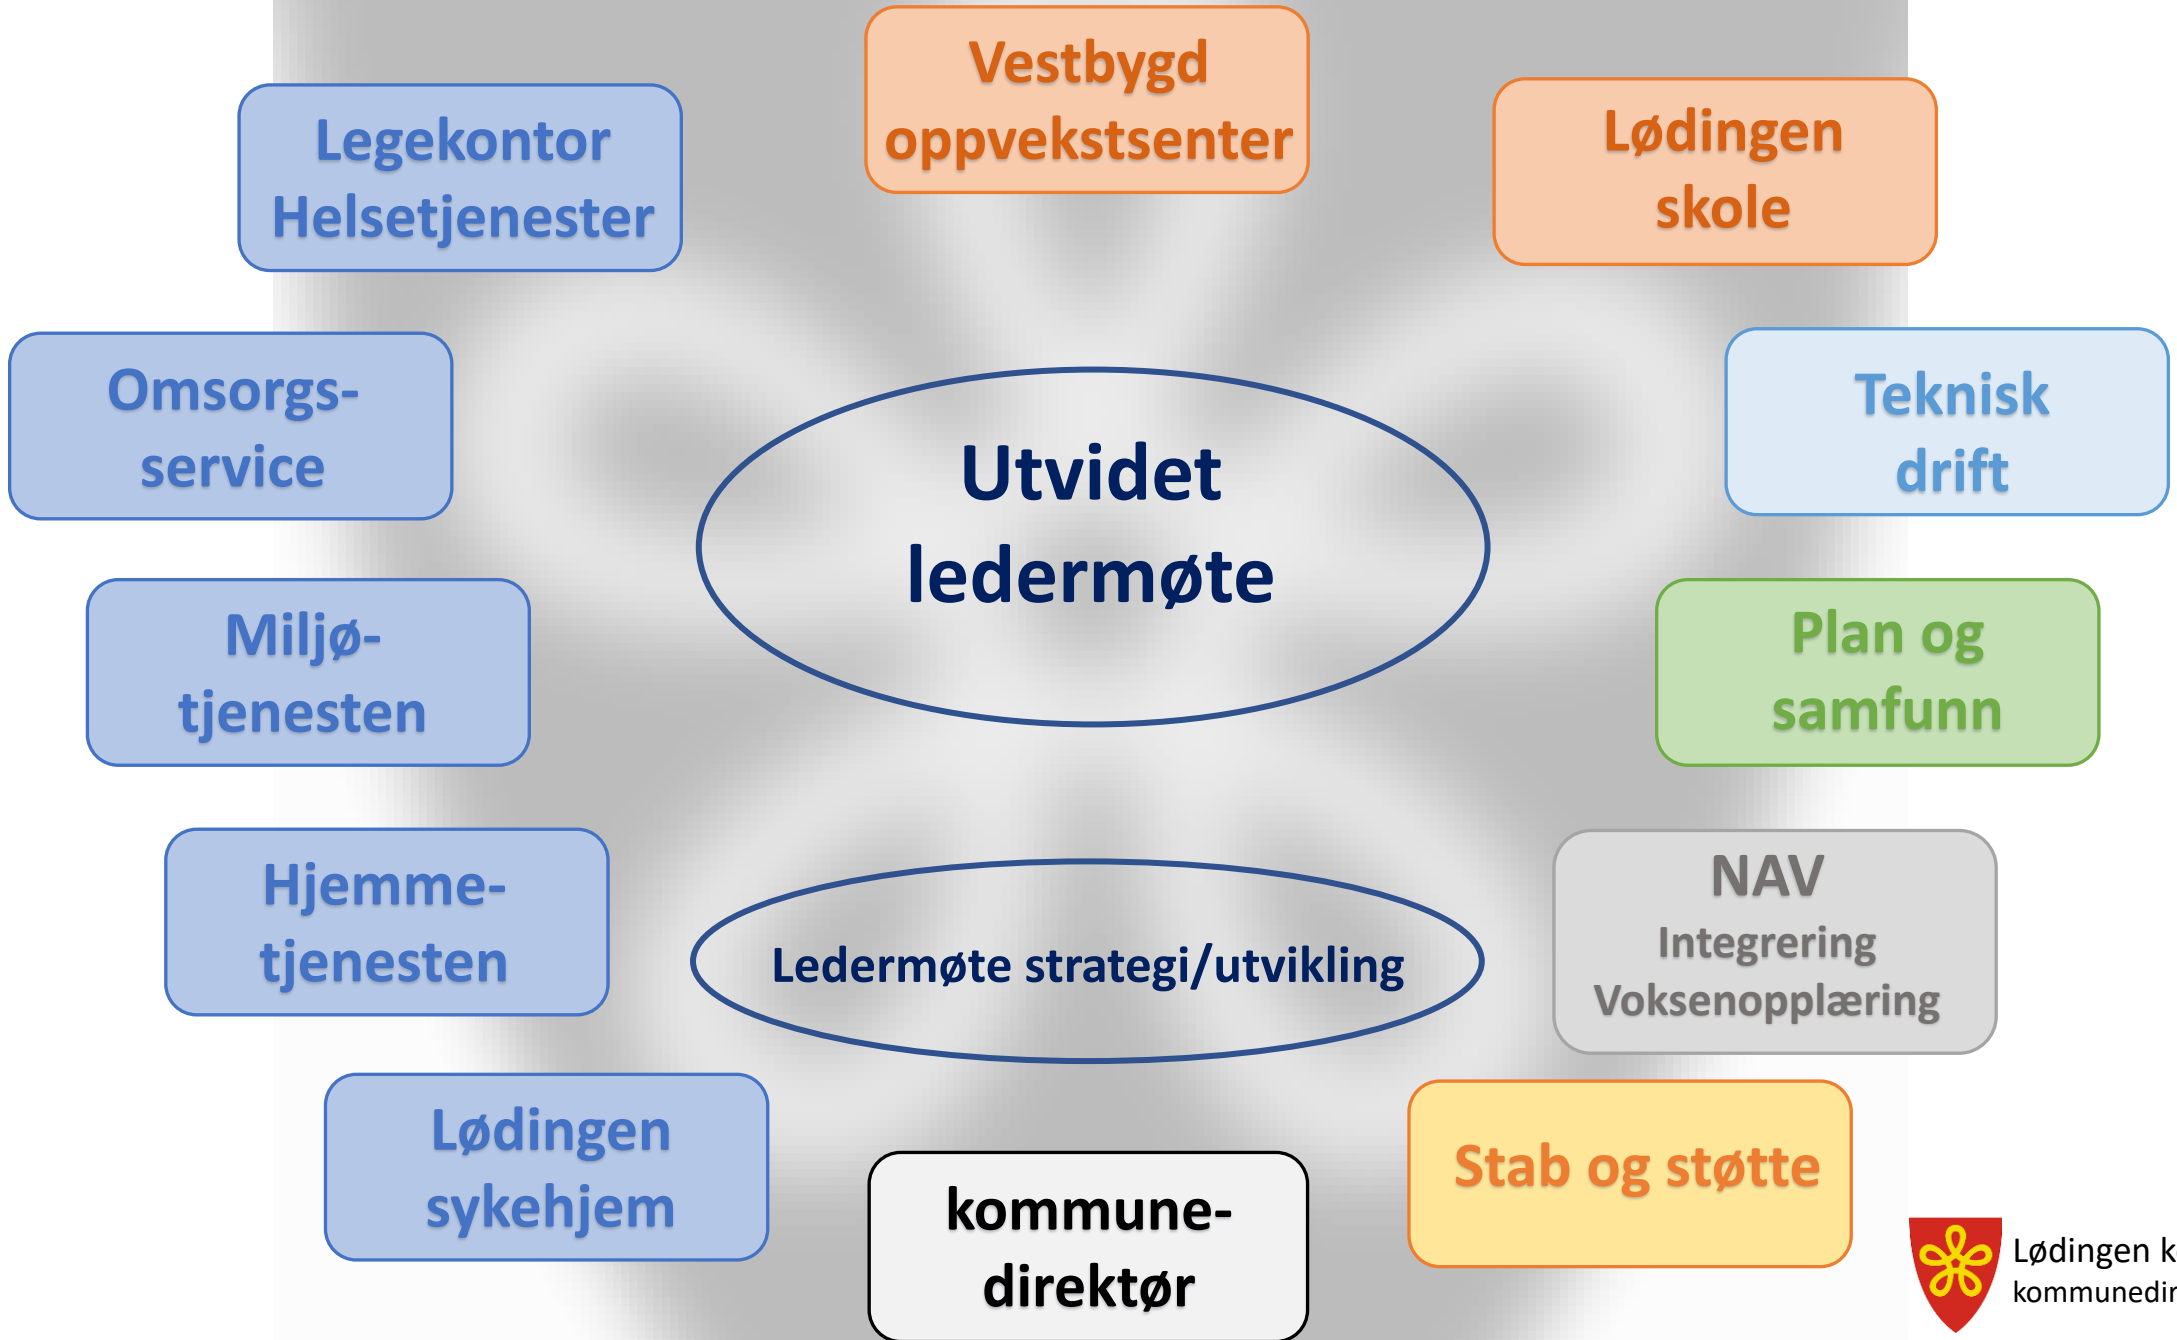 Vestbygd
oppvekstsenter
Legekontor
Helsetjenester
Lødingen
skole
Omsorgs-
service
Teknisk
drift
Utvidet
ledermøte
Miljø-
tjenesten
Plan og
samfunn
Hjemme-
tjenesten
Ledermøte strategi/utvikling
NAV
Integrering
Voksenopplæring
Lødingen
sykehjem
kommune-
direktør
Stab og støtte
Lødingen